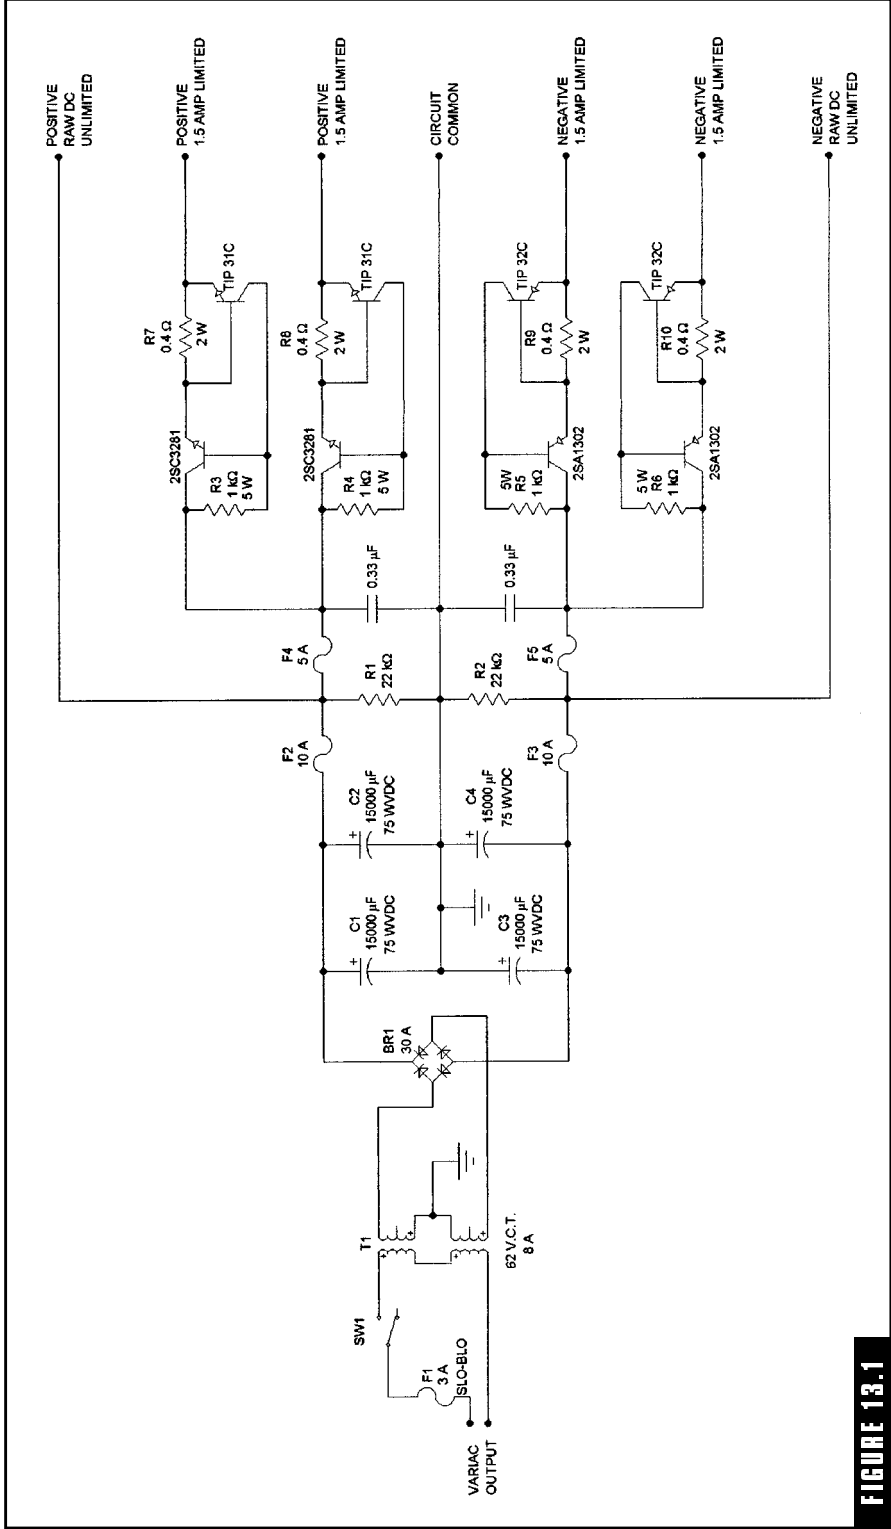 POSITIVE
RAW DC
UNLIMITED
POSITIVE
1.5 AMP LIMITED
POSITIVE
1.5 AMP LIMITED
CIRCUIT
COMMON
NEGATIVE
1.5 AMP LIMITED
NEGATIVE
1.5 AMP LIMITED
NEGATIVE
RAW DC
UNLIMITED
R7
0.4 Ω
2 W
TIP 31C
2SC3281
R3
1 kΩ
5 W
R8
0.4 Ω
2 W
TIP 31C
2SC3281
R4
1 kΩ
5 W
TIP 32C
R9
0.4 Ω
2 W
5W
R5
1 kΩ
2SA1302
TIP 32C
R10
0.4 Ω
2 W
5 W
R6
1 kΩ
2SA1302
0.33 µF
0.33 µF
F4
5 A
R1
22 kΩ
R2
22 kΩ
F5
5 A
F2
10 A
F3
10 A
C2
15000 µF
75 WVDC
+
C4
15000 µF
75 WVDC
+
C1
15000 µF
75 WVDC
+
C3
15000 µF
75 WVDC
+
BR1
30 A
T1
+
+
+
+
62 V.C.T.
8 A
SW1
F1
3 A
SLO-BLO
VARIAC
OUTPUT
FIGURE 13.1